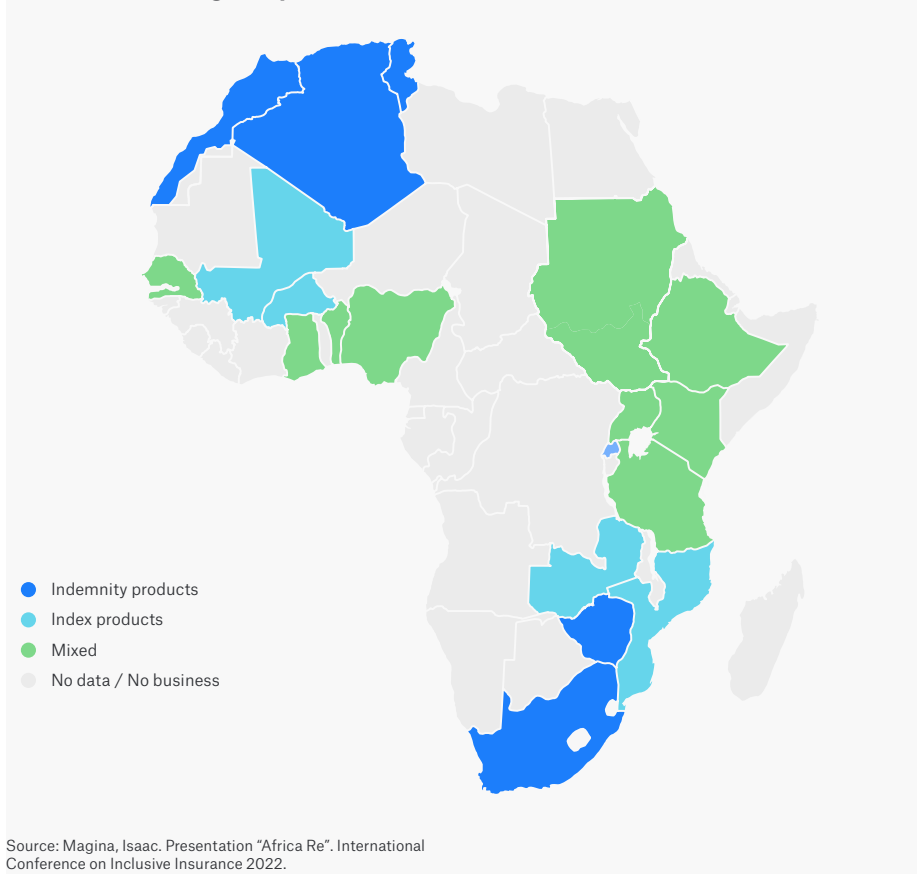 Indemnity products
Index products
Mixed
No data / No business
Source: Magina, Isaac. Presentation “Africa Re”. International
Conference on Inclusive Insurance 2022.